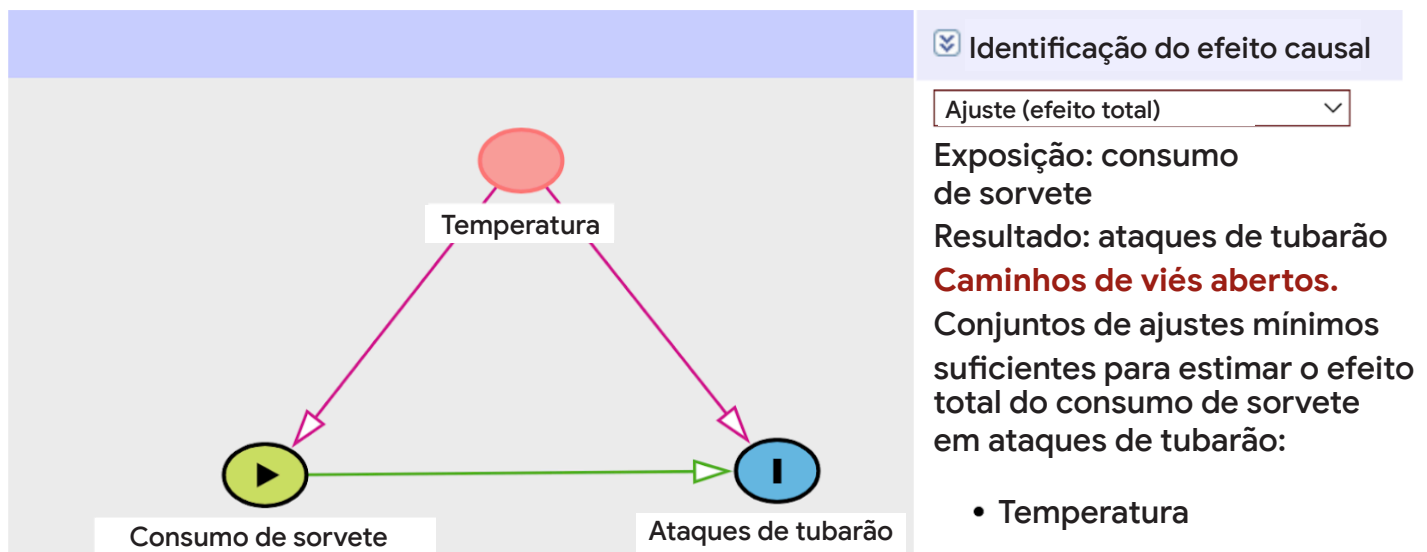 Identificação do efeito causal
Ajuste (efeito total)
Exposição: consumo
de sorvete
Resultado: ataques de tubarão
Caminhos de viés abertos.
Conjuntos de ajustes mínimos
suficientes para estimar o efeito
total do consumo de sorvete
em ataques de tubarão:
• Temperatura
Temperatura
Consumo de sorvete
Ataques de tubarão